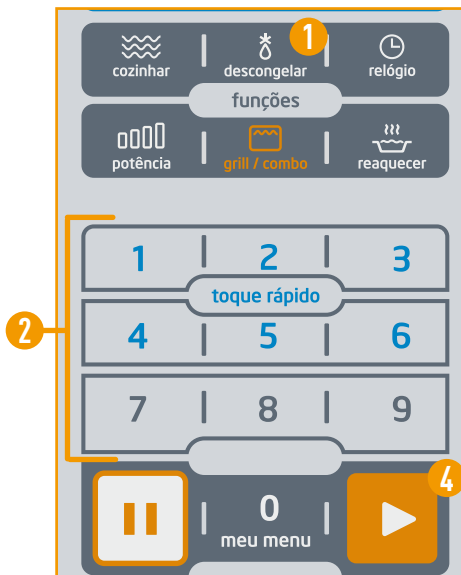 1
cozinhar descongelar relógio
funções
potência grill / combo reaquecer
1 2 3
toque rápido
2
4 5 6
7 8 9
4
0
meu menu